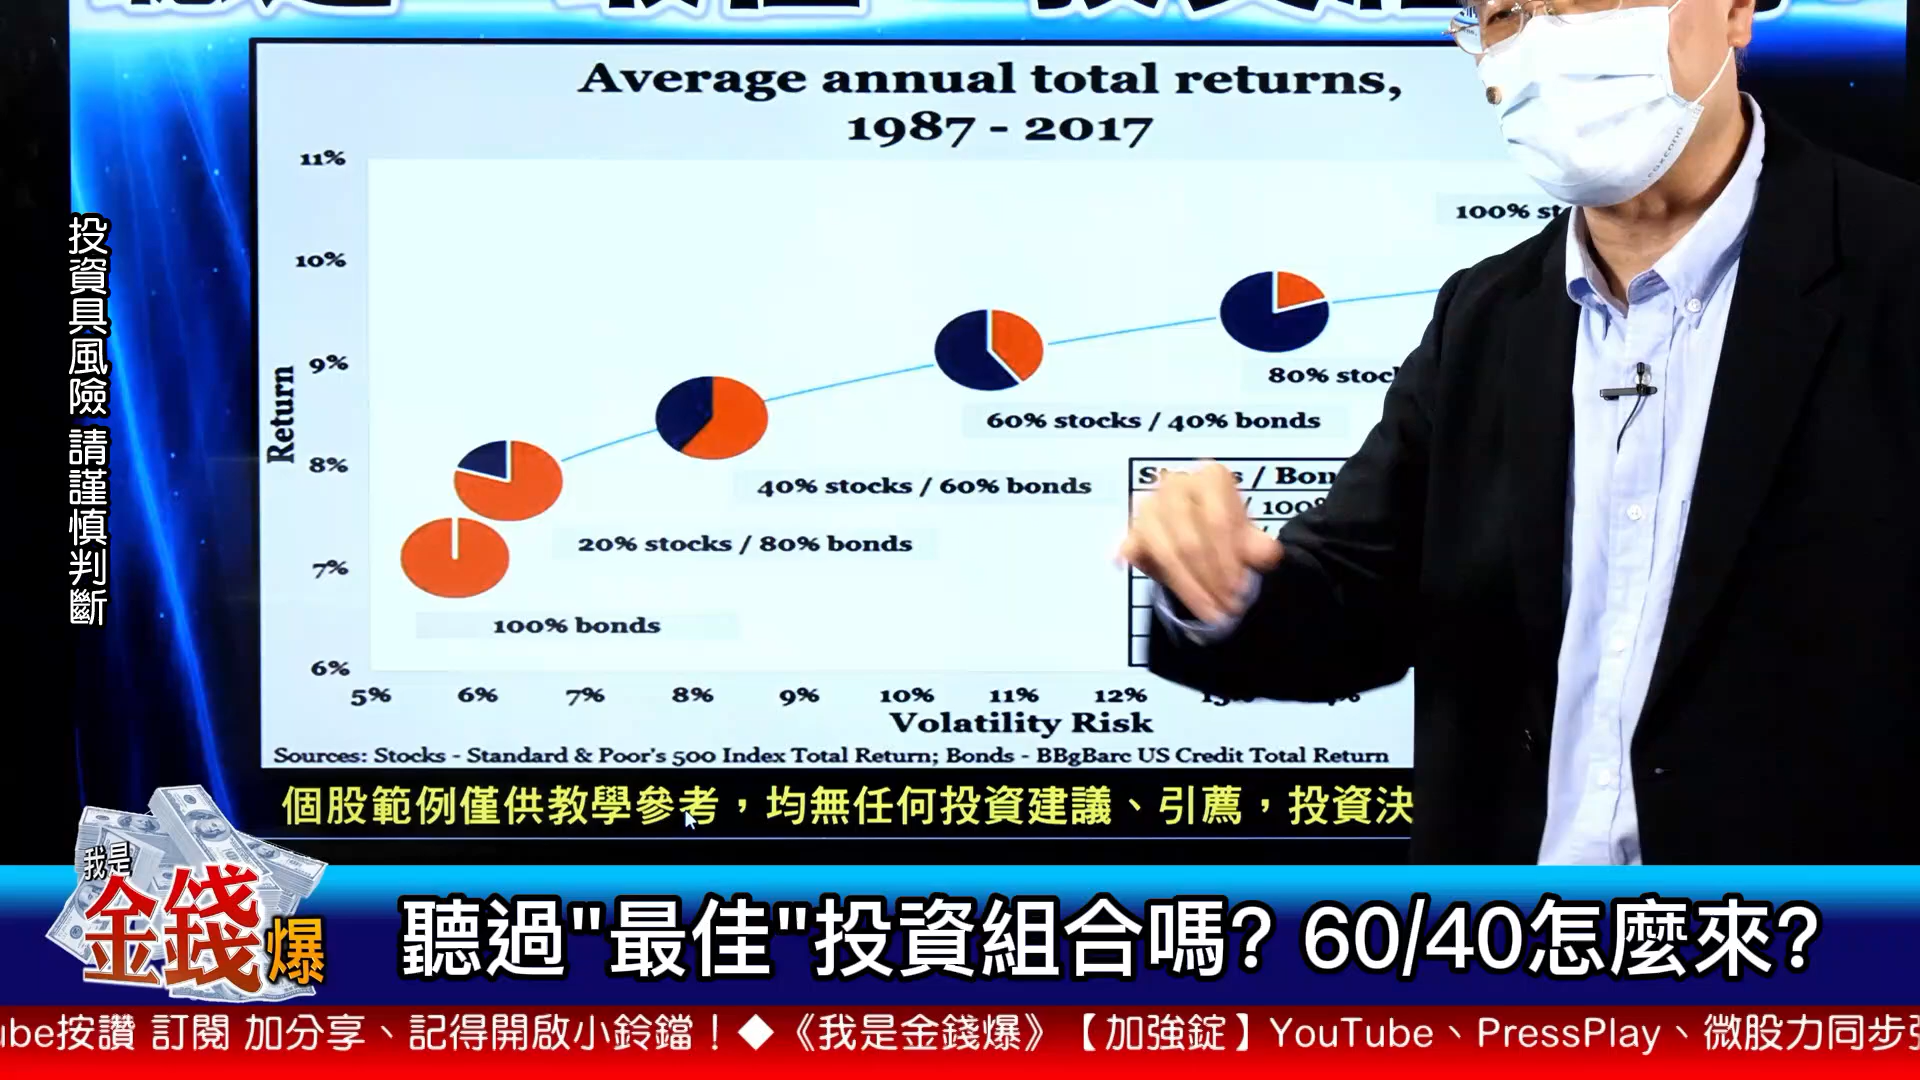 Average annual total returns,
1987 - 2017
11%
10%
9%
8%
7%
6%
Return
100% st
80% stoc
60% stocks / 40% bonds
40% stocks / 60% bonds
20% stocks / 80% bonds
100% bonds
/ Bon
/ 100%
5% 6% 7% 8% 9% 10% 11% 12%
Volatility Risk
Sources: Stocks - Standard & Poor's 500 Index Total Return; Bonds - BBgBarc US Credit Total Return
投資具風險 請謹慎判斷
個股範例僅供教學參考，均無任何投資建議、引薦，投資決
我是
金錢爆
聽過"最佳"投資組合嗎? 60/40怎麼來?
ube按讚 訂閱 加分享、記得開啟小鈴鐺！◆《我是金錢爆》【加強錠】YouTube、PressPlay、微股力同步